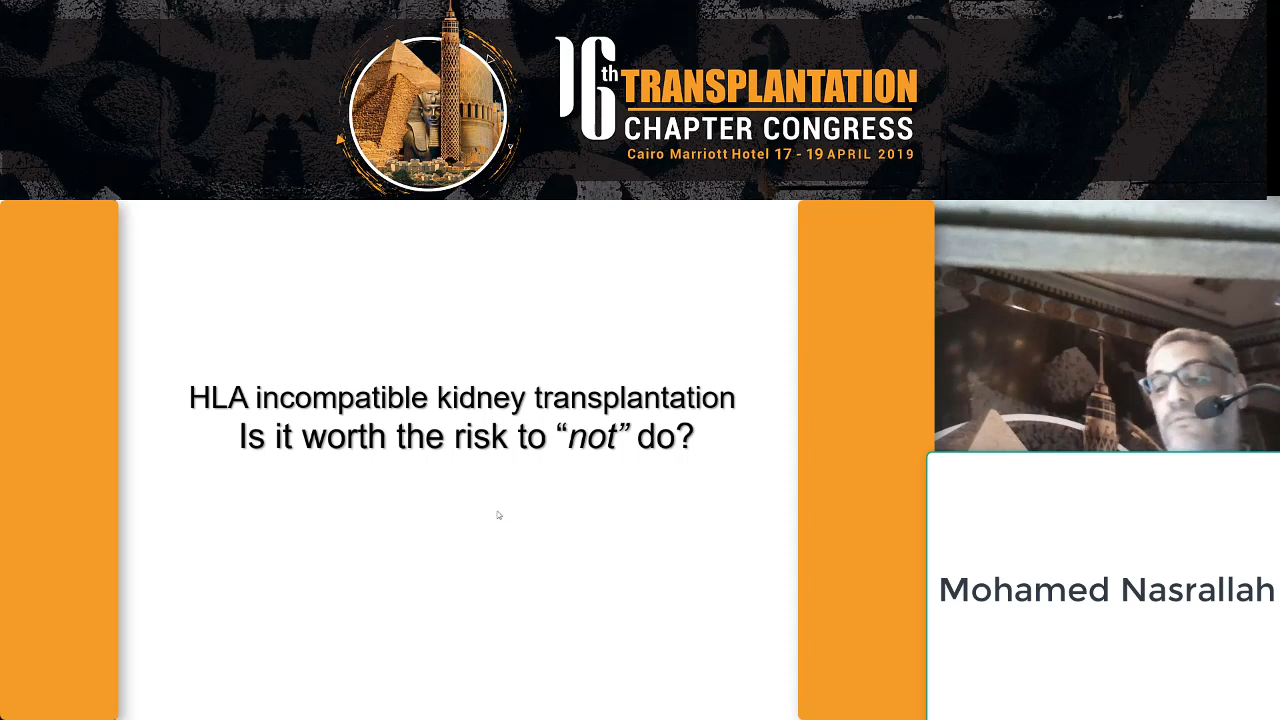 16th TRANSPLANTATION
CHAPTER CONGRESS
Cairo Marriott Hotel 17 - 19 APRIL 2019
HLA incompatible kidney transplantation
Is it worth the risk to “not” do?
Mohamed Nasrallah